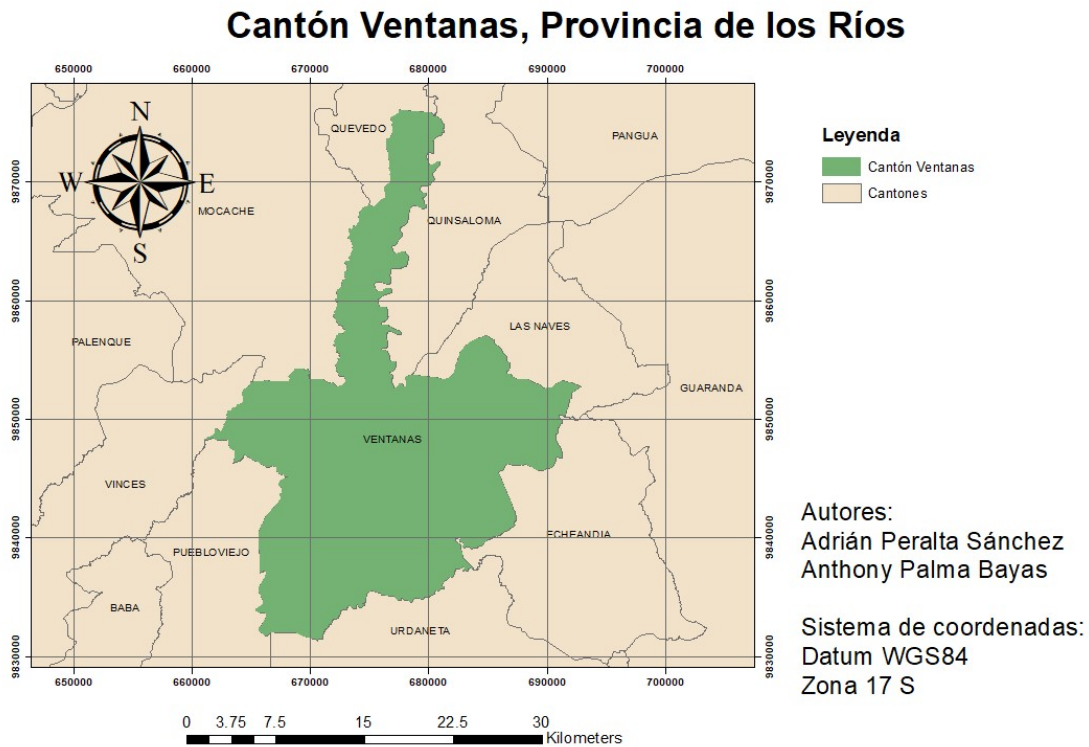 Cantón Ventanas, Provincia de los Ríos
650000 660000 670000 680000 690000 700000
N
W E
S
QUEVEDO
PANGUA
MOCACHE
QUINSALOMA
LAS NAVES
PALENQUE
GUARANDA
VENTANAS
VINCES
ECHEANDIA
PUEBLOVIEJO
BABA
URDANETA
9870000 9870000
9860000 9860000
9850000 9850000
9840000 9840000
9830000 9830000
650000 660000 670000 680000 690000 700000
0 3.75 7.5 15 22.5 30
Kilometers
Leyenda
Cantón Ventanas
Cantones
Autores:
Adrián Peralta Sánchez
Anthony Palma Bayas
Sistema de coordenadas:
Datum WGS84
Zona 17 S